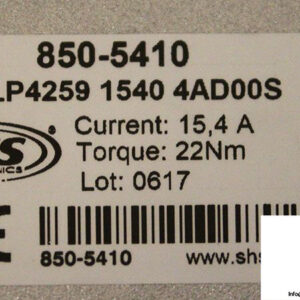 850-5410
LP4259 1540 4AD00S
Current: 15,4 A
Torque: 22Nm
Lot: 0617
850-5410
www.shs